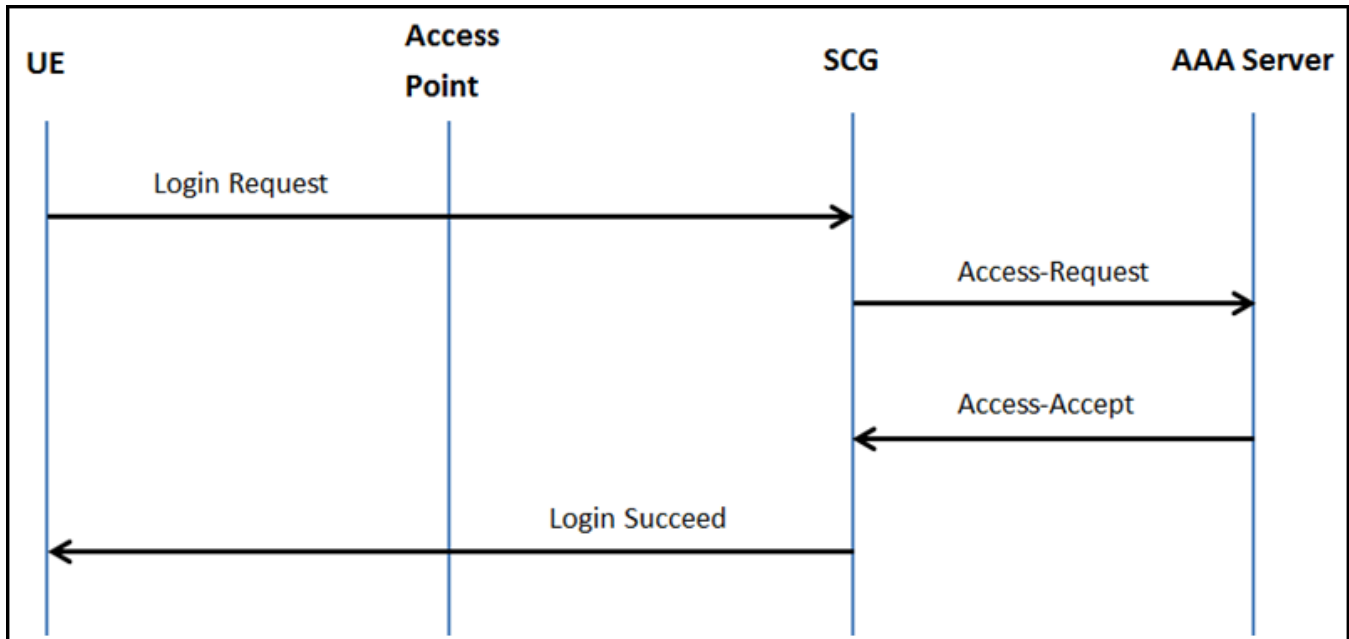 UE
Access
Point
SCG
AAA Server
Login Request
Access-Request
Access-Accept
Login Succeed